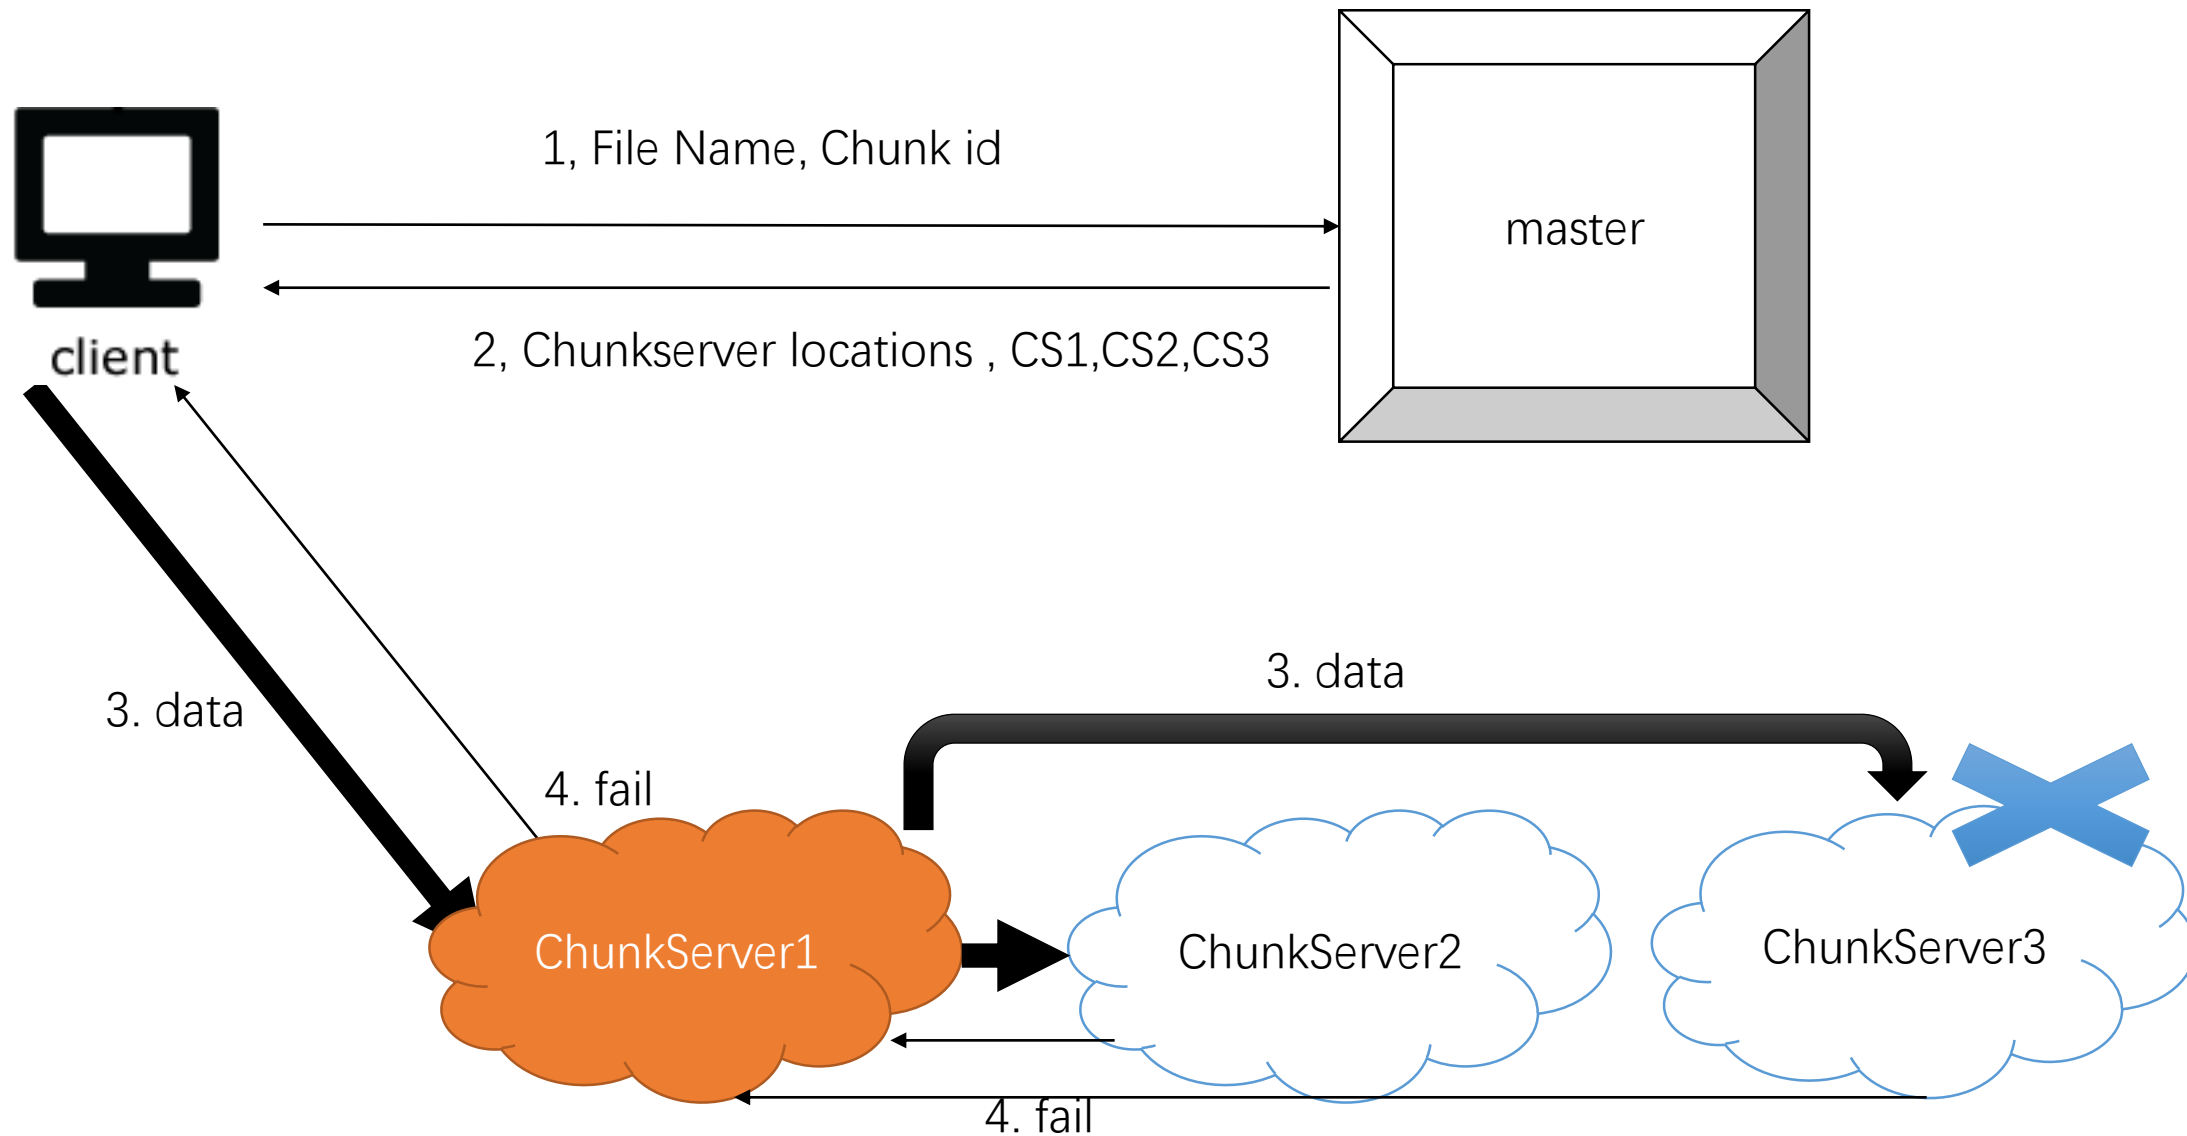 1, File Name, Chunk id
master
2, Chunkserver locations , CS1,CS2,CS3
client
3. data
3. data
4. fail
ChunkServer1
ChunkServer2
ChunkServer3
4. fail